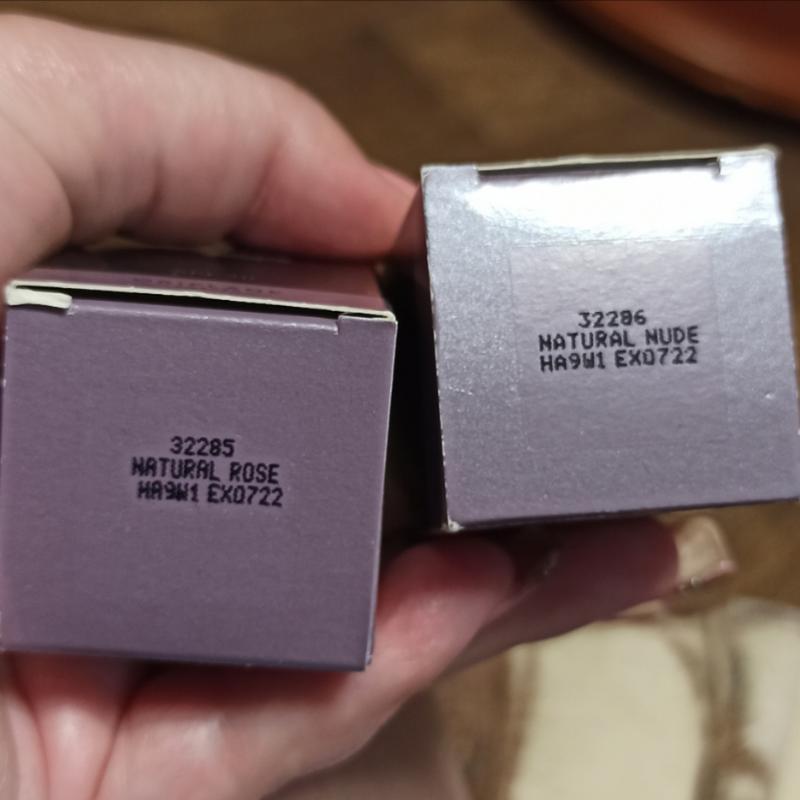 32285
NATURAL ROSE
HA9W1 EX0722
32286
NATURAL NUDE
HA9W1 EX0722